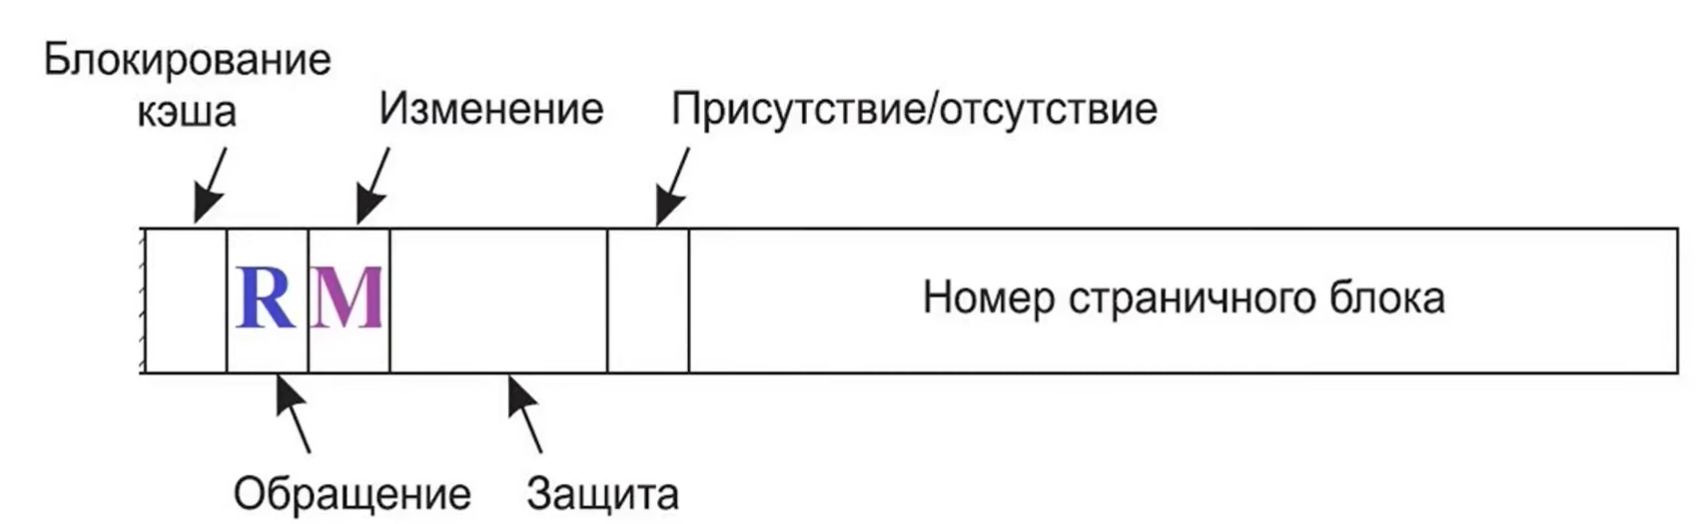 Блокирование
кэша
Изменение
Присутствие/отсутствие
R
M
Номер страничного блока
Обращение
Защита